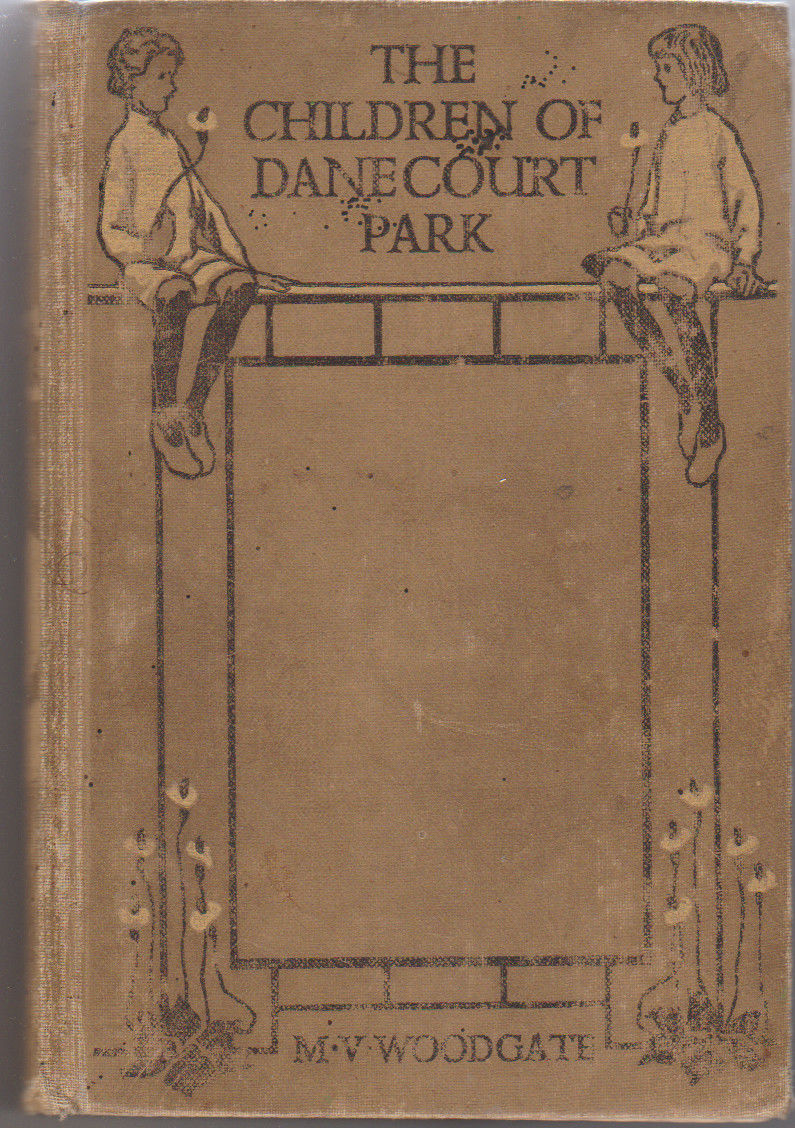 THE
CHILDREN OF
DANECOURT
PARK
M·V·WOODGATE